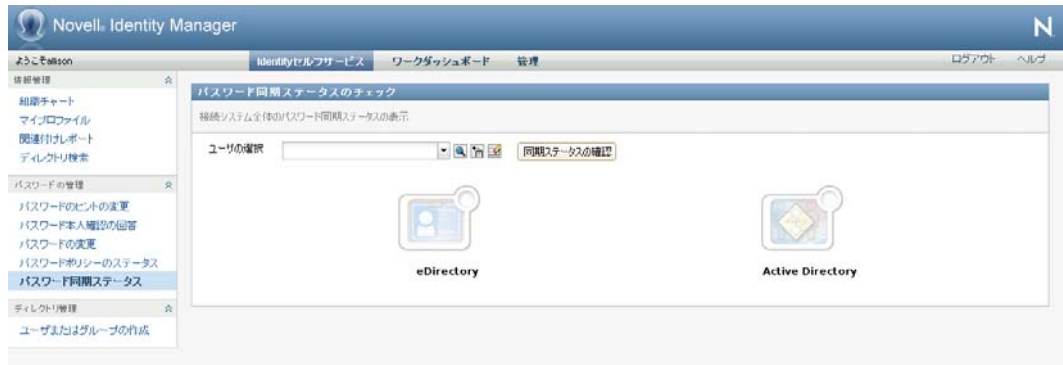 Novell® Identity Manager
N
ようこそallison
Identityセルフサービス ワークダッシュボード 管理
ログアウト ヘルプ
情報管理
組織チャート
マイプロファイル
関連付けレポート
ディレクトリ検索
パスワードの管理
パスワードのヒントの変更
パスワード本人確認の回答
パスワードの変更
パスワードポリシーのステータス
パスワード同期ステータス
ディレクトリ管理
ユーザまたはグループの作成
パスワード同期ステータスのチェック
接続システム全体のパスワード同期ステータスの表示
ユーザの選択
同期ステータスの確認
eDirectory
Active Directory